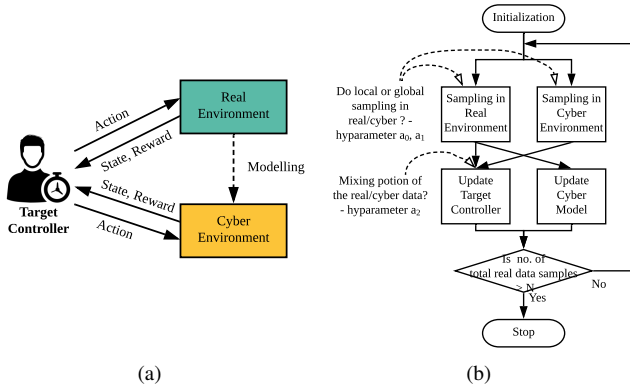 Real
Environment
Action
State, Reward
Modelling
State, Reward
Action
Cyber
Environment
Target
Controller
(a)
Initialization
Do local or global
sampling in
real/cyber ? -
hyparameter a0, a1
Sampling in
Real
Environment
Sampling in
Cyber
Environment
Mixing potion of
the real/cyber data?
- hyparameter a2
Update
Target
Controller
Update
Cyber
Model
Is no. of
total real data samples
> N
No
Yes
Stop
(b)